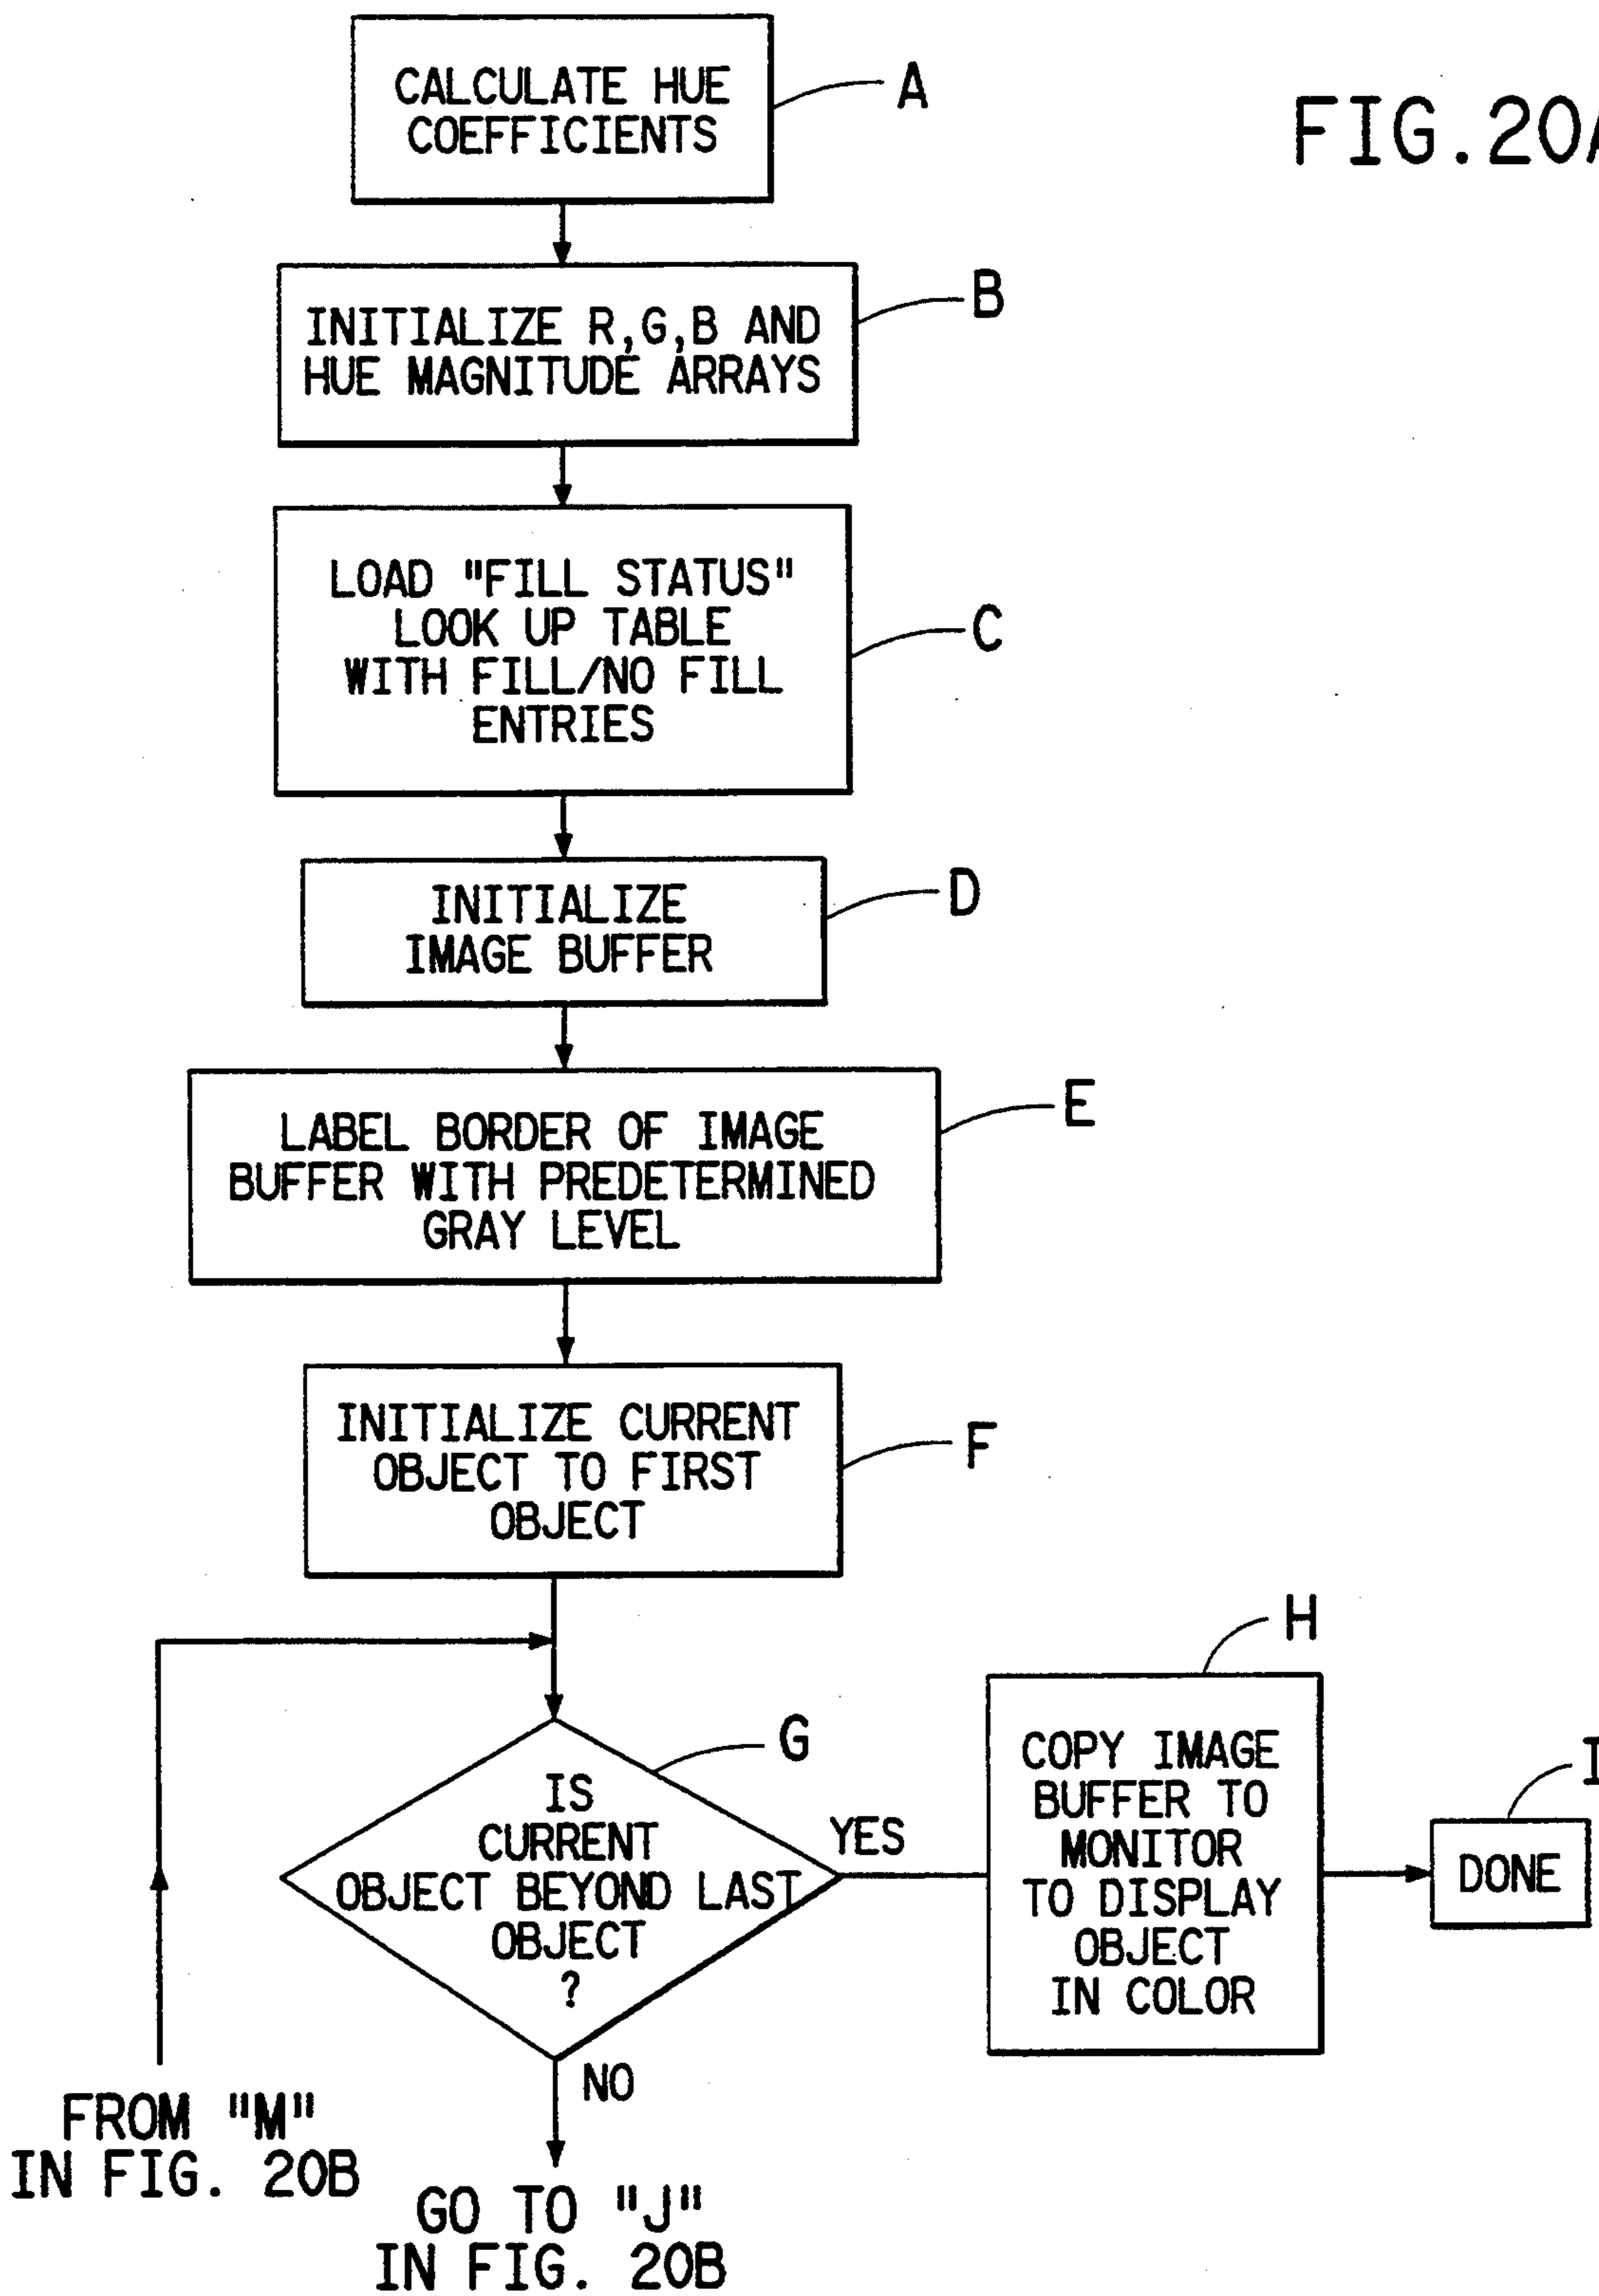 CALCULATE HUE
COEFFICIENTS
A
FIG.20A
INITIALIZE R,G,B AND
HUE MAGNITUDE ARRAYS
B
LOAD "FILL STATUS"
LOOK UP TABLE
WITH FILL/NO FILL
ENTRIES
C
INITIALIZE
IMAGE BUFFER
D
LABEL BORDER OF IMAGE
BUFFER WITH PREDETERMINED
GRAY LEVEL
E
INITIALIZE CURRENT
OBJECT TO FIRST
OBJECT
F
G
IS
CURRENT
OBJECT BEYOND LAST
OBJECT
?
YES
NO
H
COPY IMAGE
BUFFER TO
MONITOR
TO DISPLAY
OBJECT
IN COLOR
I
DONE
FROM "M"
IN FIG. 20B
GO TO "J"
IN FIG. 20B